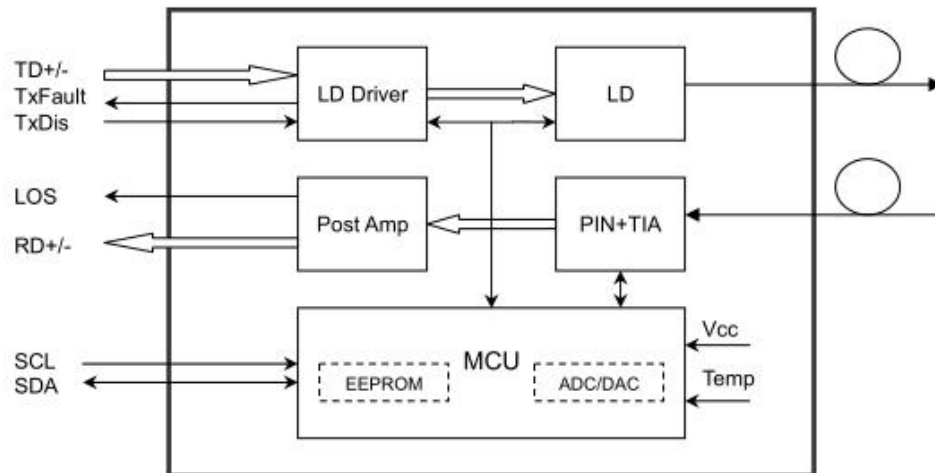 TD+/-
TxFault
TxDis
LD Driver
LD
LOS
RD+/-
Post Amp
PIN+TIA
SCL
SDA
MCU
EEPROM
ADC/DAC
Vcc
Temp